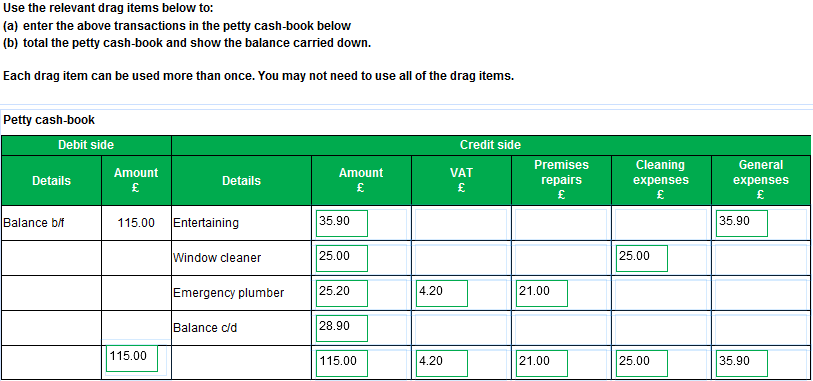 Use the relevant drag items below to:
(a) enter the above transactions in the petty cash-book below
(b) total the petty cash-book and show the balance carried down.
Each drag item can be used more than once. You may not need to use all of the drag items.
Petty cash-book
Debit side Credit side
Details Amount £ Details Amount £ VAT £ Premises repairs £ Cleaning expenses £ General expenses £
Balance b/f 115.00 Entertaining 35.90 35.90
Window cleaner 25.00 25.00
Emergency plumber 25.20 4.20 21.00
Balance c/d 28.90
115.00 115.00 4.20 21.00 25.00 35.90